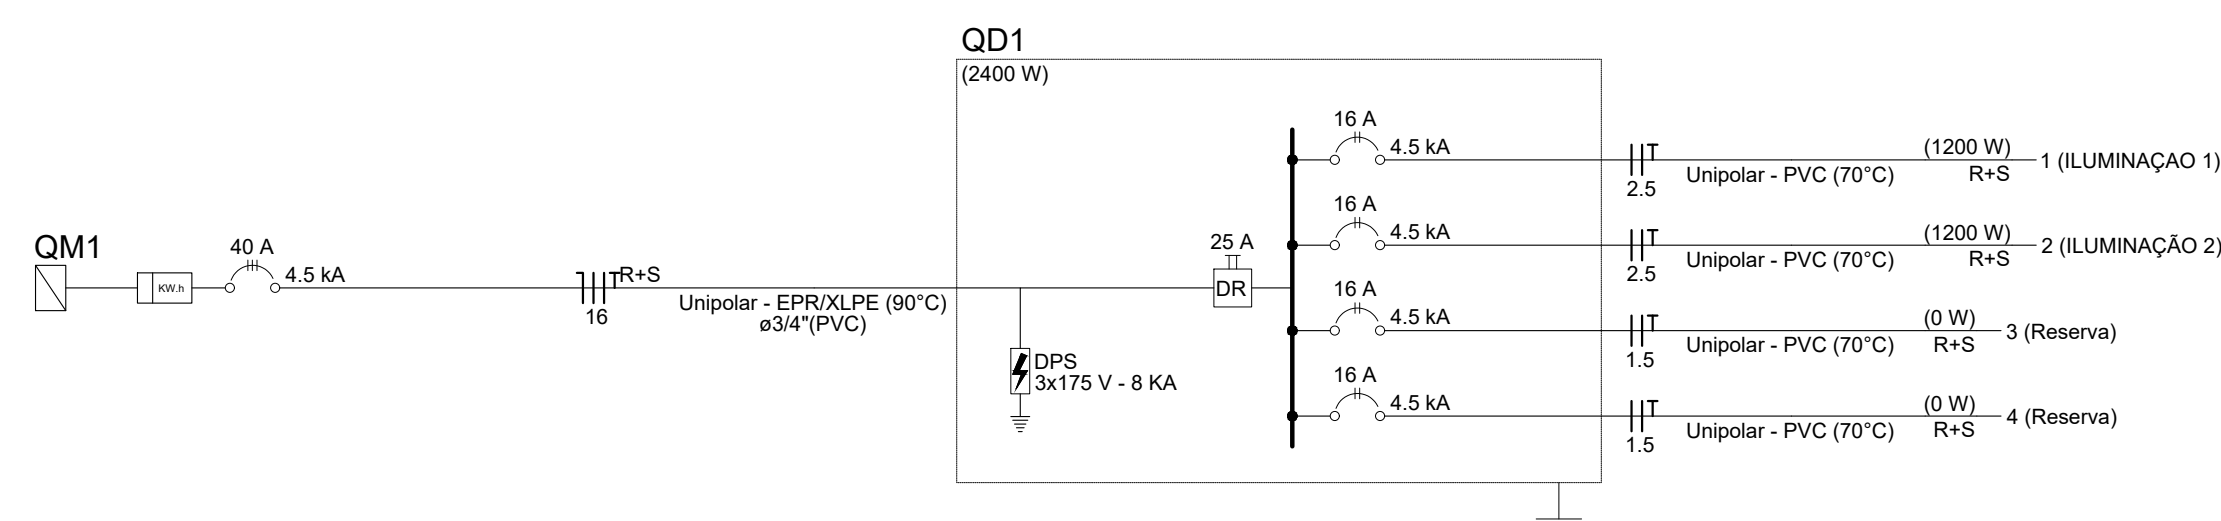 QD1
(2400 W)
16 A
4.5 kA
2.5
Unipolar - PVC (70°C)
(1200 W)
R+S
1 (ILUMINAÇAO 1)
16 A
4.5 kA
2.5
Unipolar - PVC (70°C)
(1200 W)
R+S
2 (ILUMINAÇÃO 2)
QM1
KW.h
40 A
4.5 kA
R+S
16
Unipolar - EPR/XLPE (90°C)
ø3/4"(PVC)
25 A
DR
DPS
3x175 V - 8 KA
16 A
4.5 kA
1.5
Unipolar - PVC (70°C)
(0 W)
R+S
3 (Reserva)
16 A
4.5 kA
1.5
Unipolar - PVC (70°C)
(0 W)
R+S
4 (Reserva)